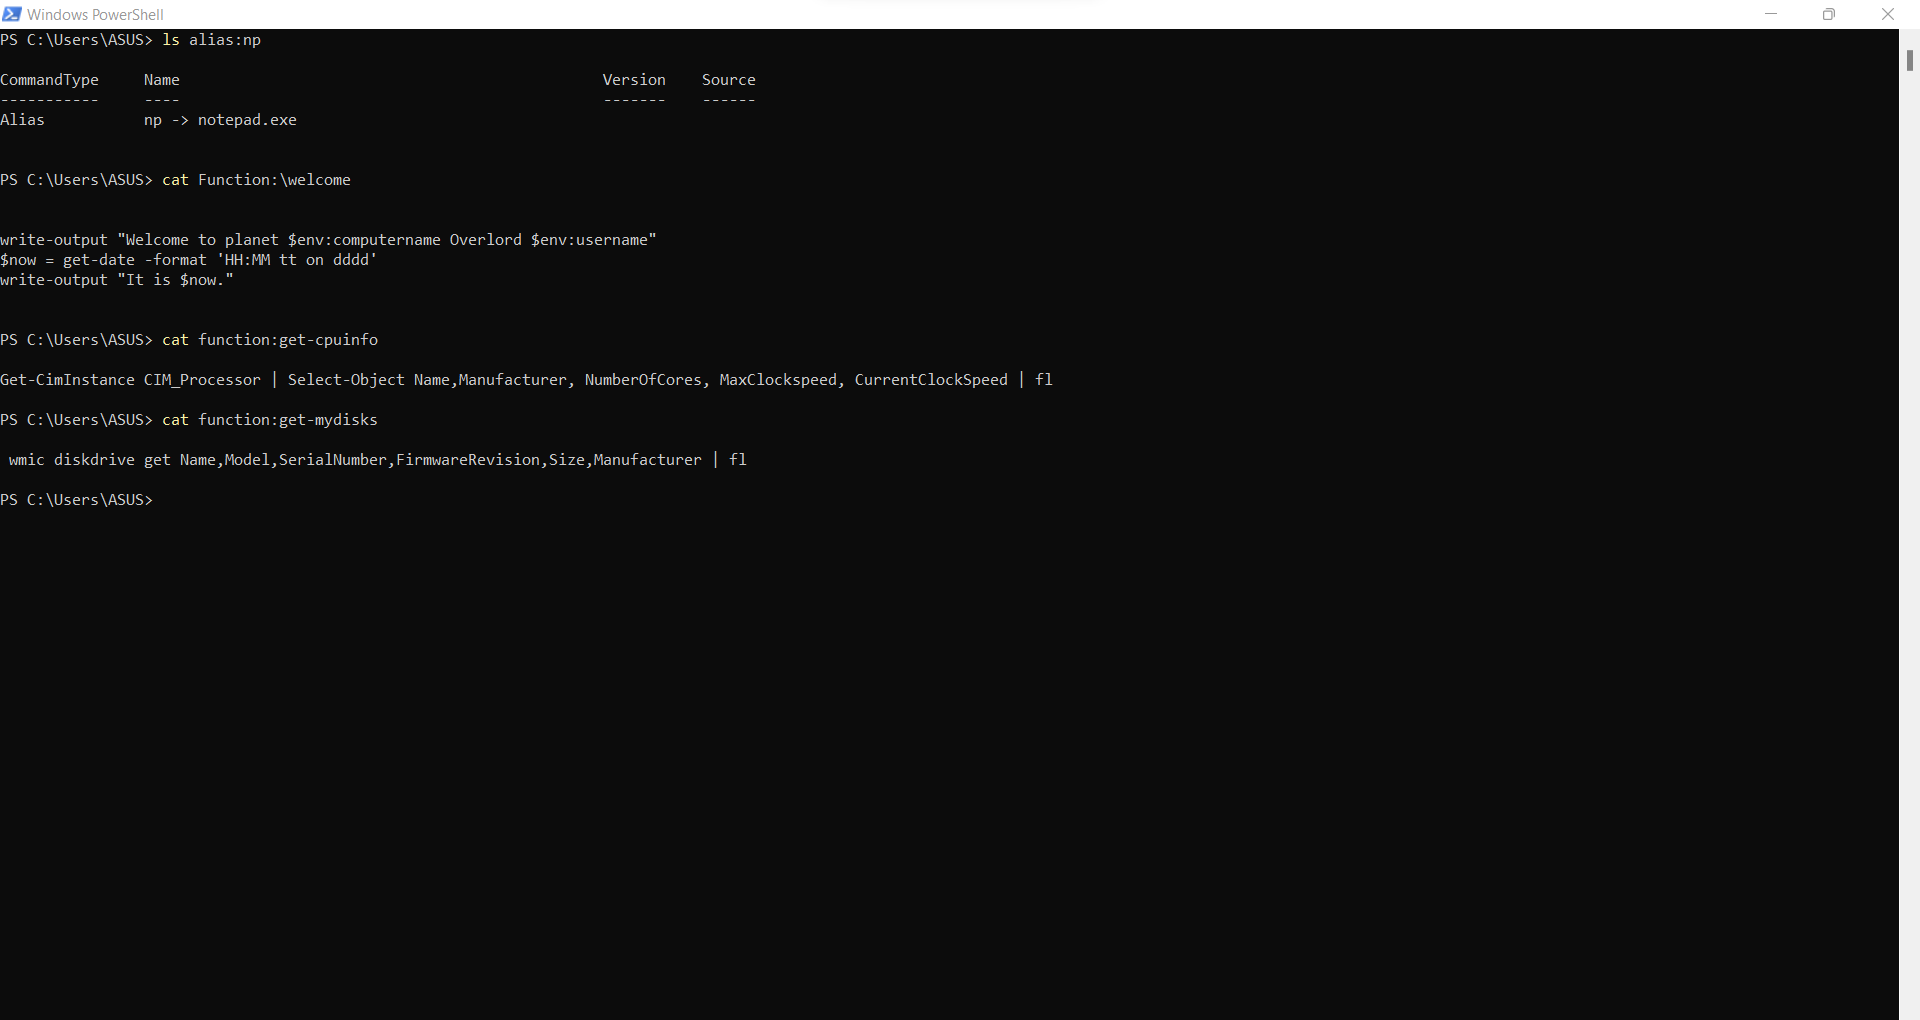 Windows PowerShell
PS C:\Users\ASUS> ls alias:np
CommandType     Name                                               Version    Source
-----------     ----                                               -------    ------
Alias           np -> notepad.exe
PS C:\Users\ASUS> cat Function:\welcome
write-output "Welcome to planet $env:computername Overlord $env:username"
$now = get-date -format 'HH:MM tt on dddd'
write-output "It is $now."
PS C:\Users\ASUS> cat function:get-cpuinfo
Get-CimInstance CIM_Processor | Select-Object Name,Manufacturer, NumberOfCores, MaxClockspeed, CurrentClockSpeed | fl
PS C:\Users\ASUS> cat function:get-mydisks
 wmic diskdrive get Name,Model,SerialNumber,FirmwareRevision,Size,Manufacturer | fl
PS C:\Users\ASUS>